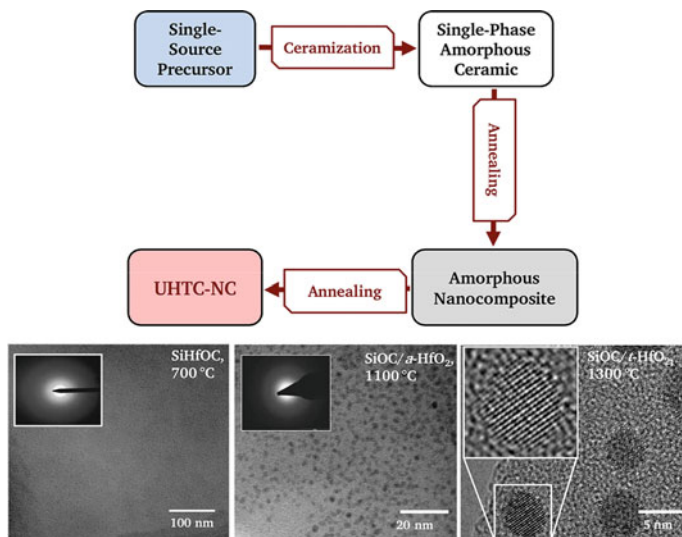 Single-
Source
Precursor
Ceramization
Single-Phase
Amorphous
Ceramic
Annealing
Amorphous
Nanocomposite
Annealing
UHTC-NC
SiHfOC,
700 °C
100 nm
SiOC/a-HfO₂,
1100 °C
20 nm
SiOC/t-HfO₂,
1300 °C
5 nm